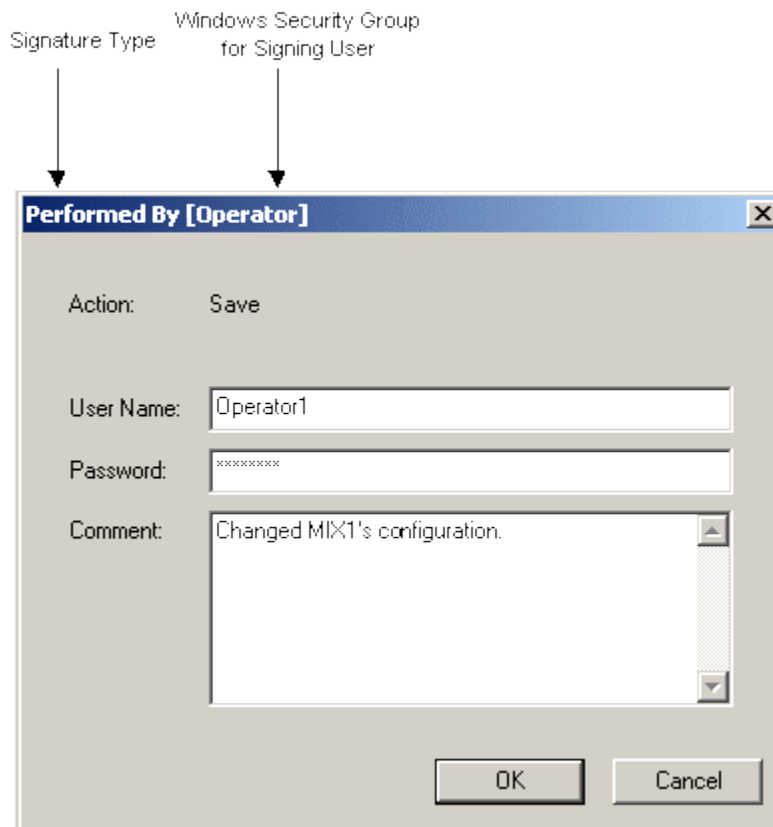 Signature Type
Windows Security Group
for Signing User
Performed By [Operator]
Action: Save
User Name: Operator1
Password: ××××××××
Comment: Changed MIX1's configuration.
OK Cancel